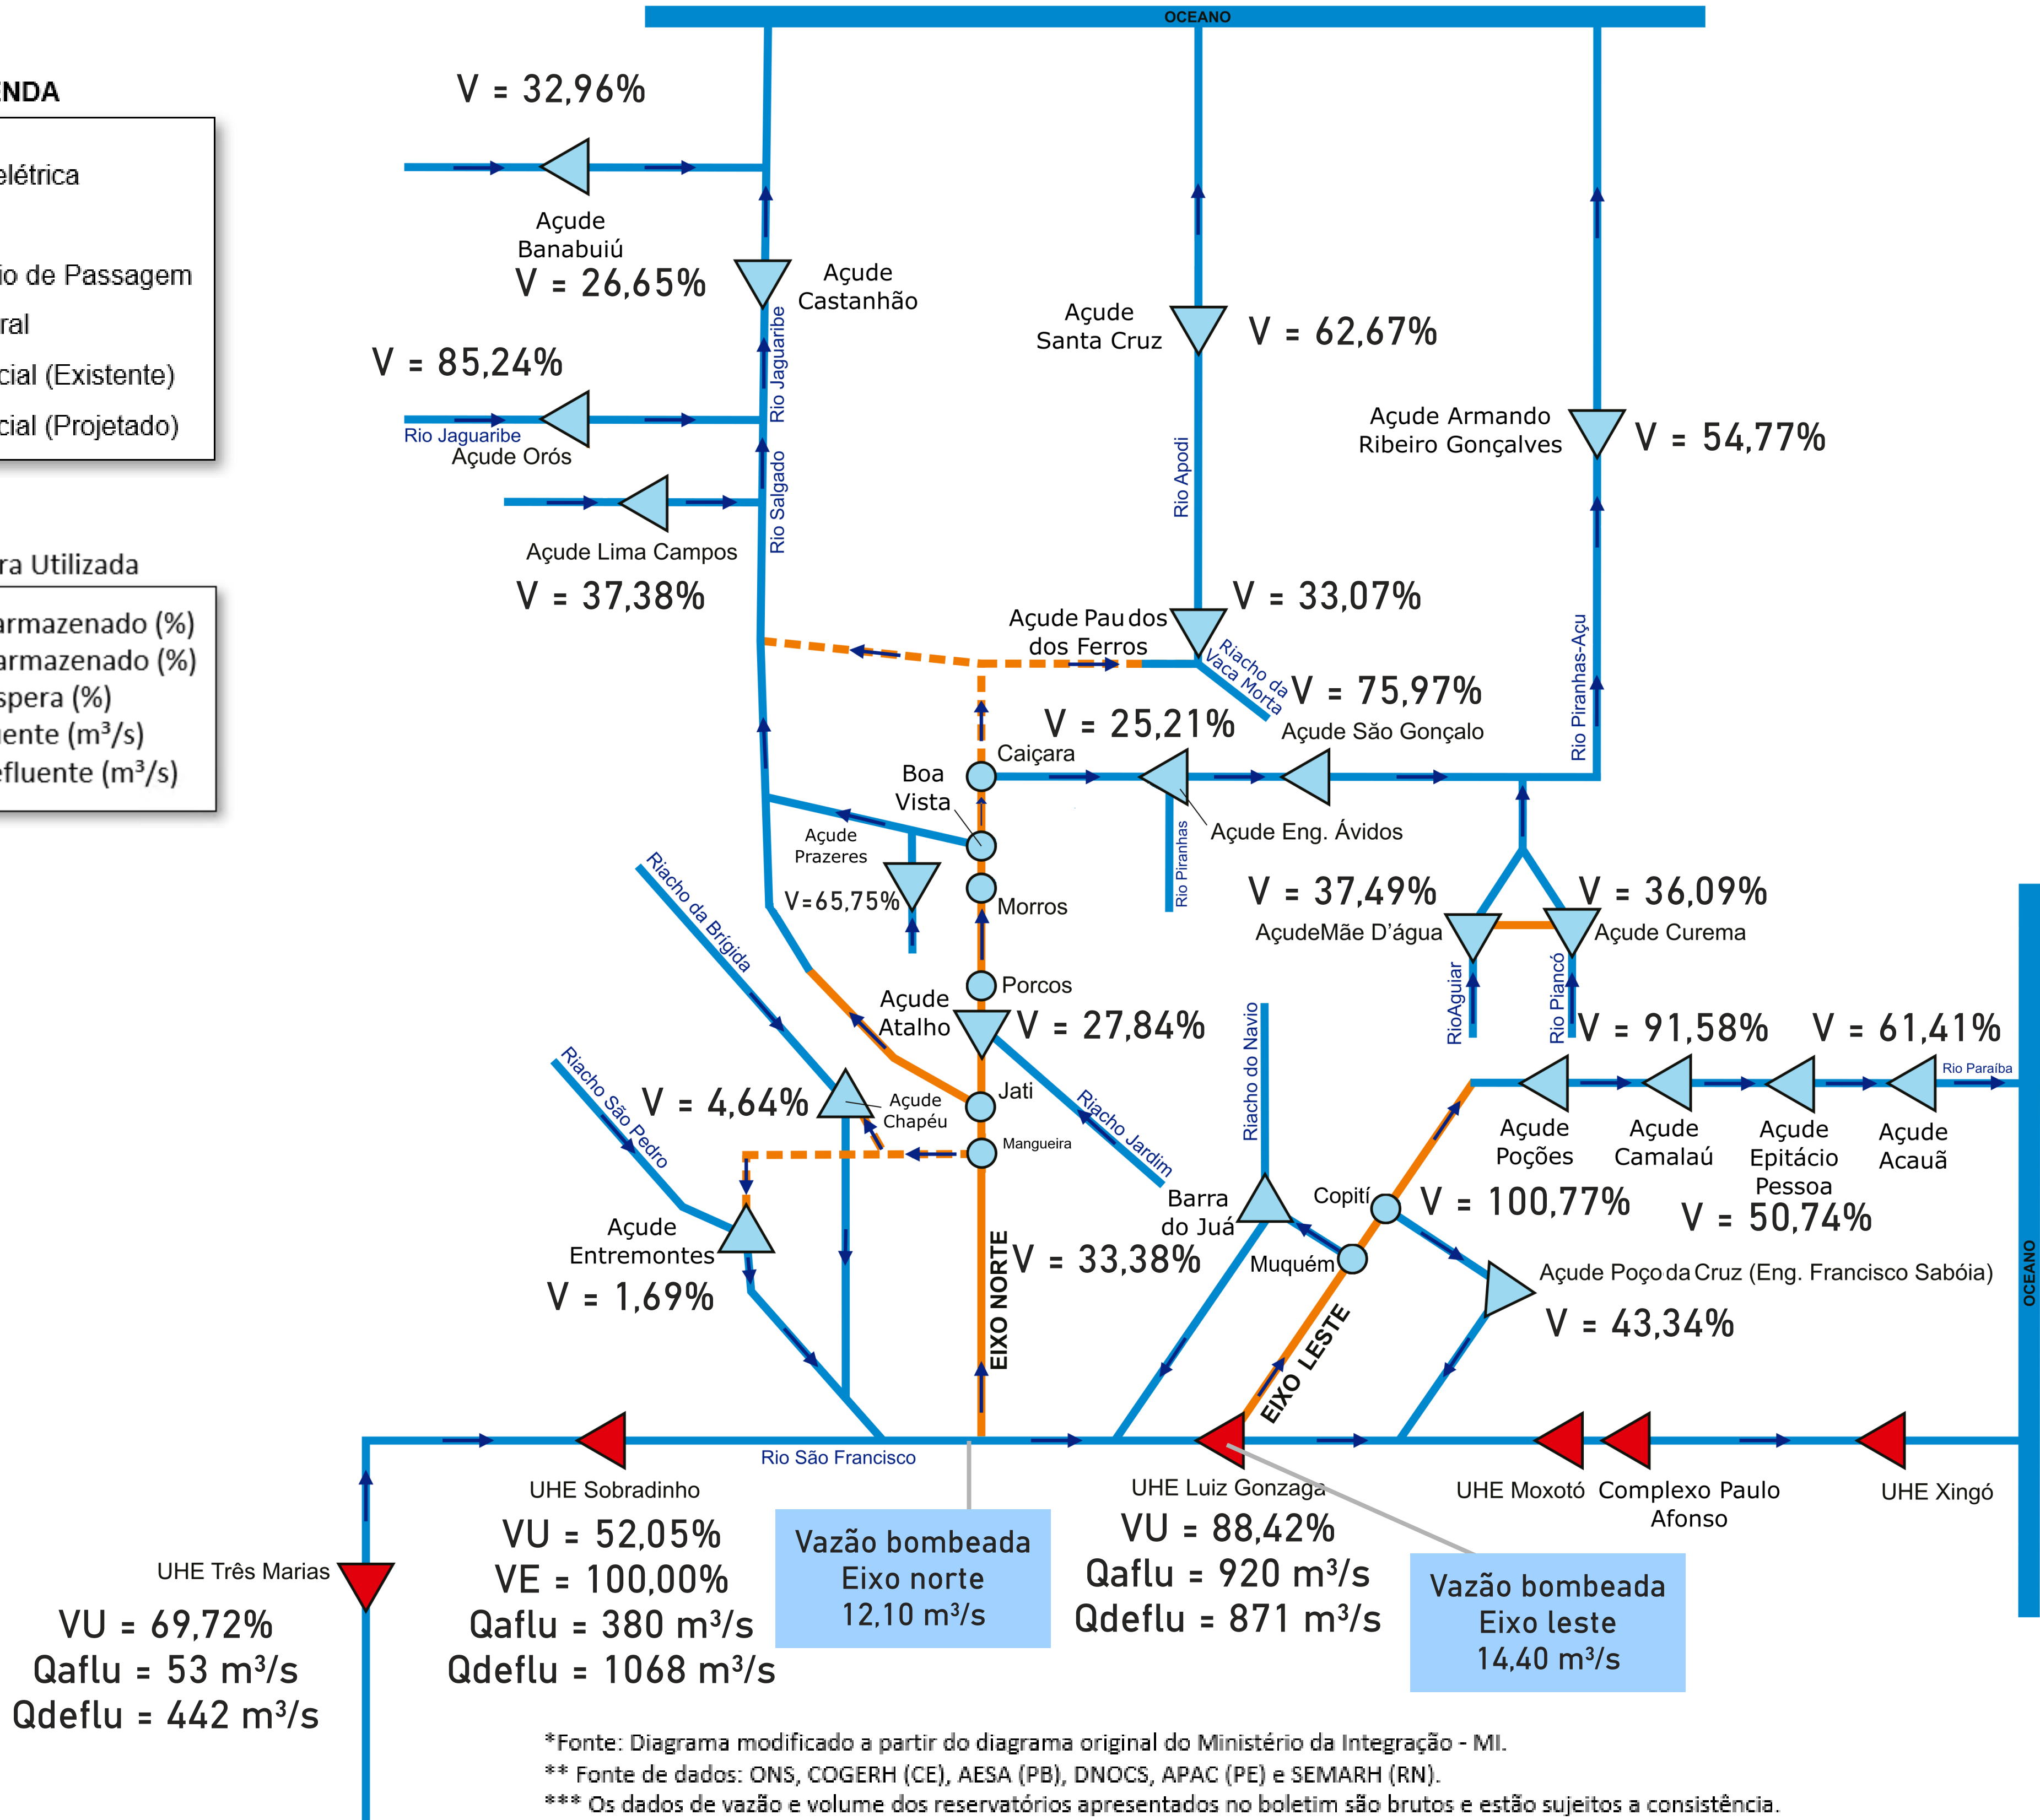 OCEANO
V = 32,96%
ENDA
elétrica
io de Passagem
ral
cial (Existente)
cial (Projetado)
Açude
Banabuiú
V = 26,65%
Açude
Castanhão
Rio Jaguaribe
Açude
Santa Cruz
V = 62,67%
V = 85,24%
Rio Jaguaribe
Açude Orós
Rio Salgado
Rio Apodi
Açude Armando
Ribeiro Gonçalves
V = 54,77%
Açude Lima Campos
V = 37,38%
ra Utilizada
armazenado (%)
armazenado (%)
spera (%)
uente (m³/s)
efluente (m³/s)
V = 33,07%
Açude Pau dos
dos Ferros
Riacho da
Vaca Morta
Rio Piranhas-Açu
V = 75,97%
Açude São Gonçalo
V = 25,21%
Caiçara
Boa
Vista
Açude Eng. Ávidos
Rio Piranhas
Açude
Prazeres
V=65,75%
Morros
Riacho da Brígida
V = 37,49%
AçudeMãe D'água
V = 36,09%
Açude Curema
RioAguiar
Rio Piancó
Porcos
Açude
Atalho
V = 27,84%
Riacho do Navio
V = 91,58%
V = 61,41%
Rio Paraíba
Riacho São Pedro
V = 4,64%
Açude
Chapéu
Jati
Mangueira
Riacho Jardim
Açude
Poções
Açude
Camalaú
Açude
Epitácio
Pessoa
Açude
Acauã
Barra
do Juá
Copití
V = 100,77%
V = 50,74%
Açude
Entremontes
V = 1,69%
EIXO NORTE
V = 33,38%
Muquém
Açude Poço da Cruz (Eng. Francisco Sabóia)
V = 43,34%
EIXO LESTE
OCEANO
Rio São Francisco
UHE Sobradinho
VU = 52,05%
VE = 100,00%
Qaflu = 380 m³/s
Qdeflu = 1068 m³/s
Vazão bombeada
Eixo norte
12,10 m³/s
UHE Luiz Gonzaga
VU = 88,42%
Qaflu = 920 m³/s
Qdeflu = 871 m³/s
Vazão bombeada
Eixo leste
14,40 m³/s
UHE Moxotó
Complexo Paulo
Afonso
UHE Xingó
UHE Três Marias
VU = 69,72%
Qaflu = 53 m³/s
Qdeflu = 442 m³/s
*Fonte: Diagrama modificado a partir do diagrama original do Ministério da Integração - MI.
** Fonte de dados: ONS, COGERH (CE), AESA (PB), DNOCS, APAC (PE) e SEMARH (RN).
*** Os dados de vazão e volume dos reservatórios apresentados no boletim são brutos e estão sujeitos a consistência.